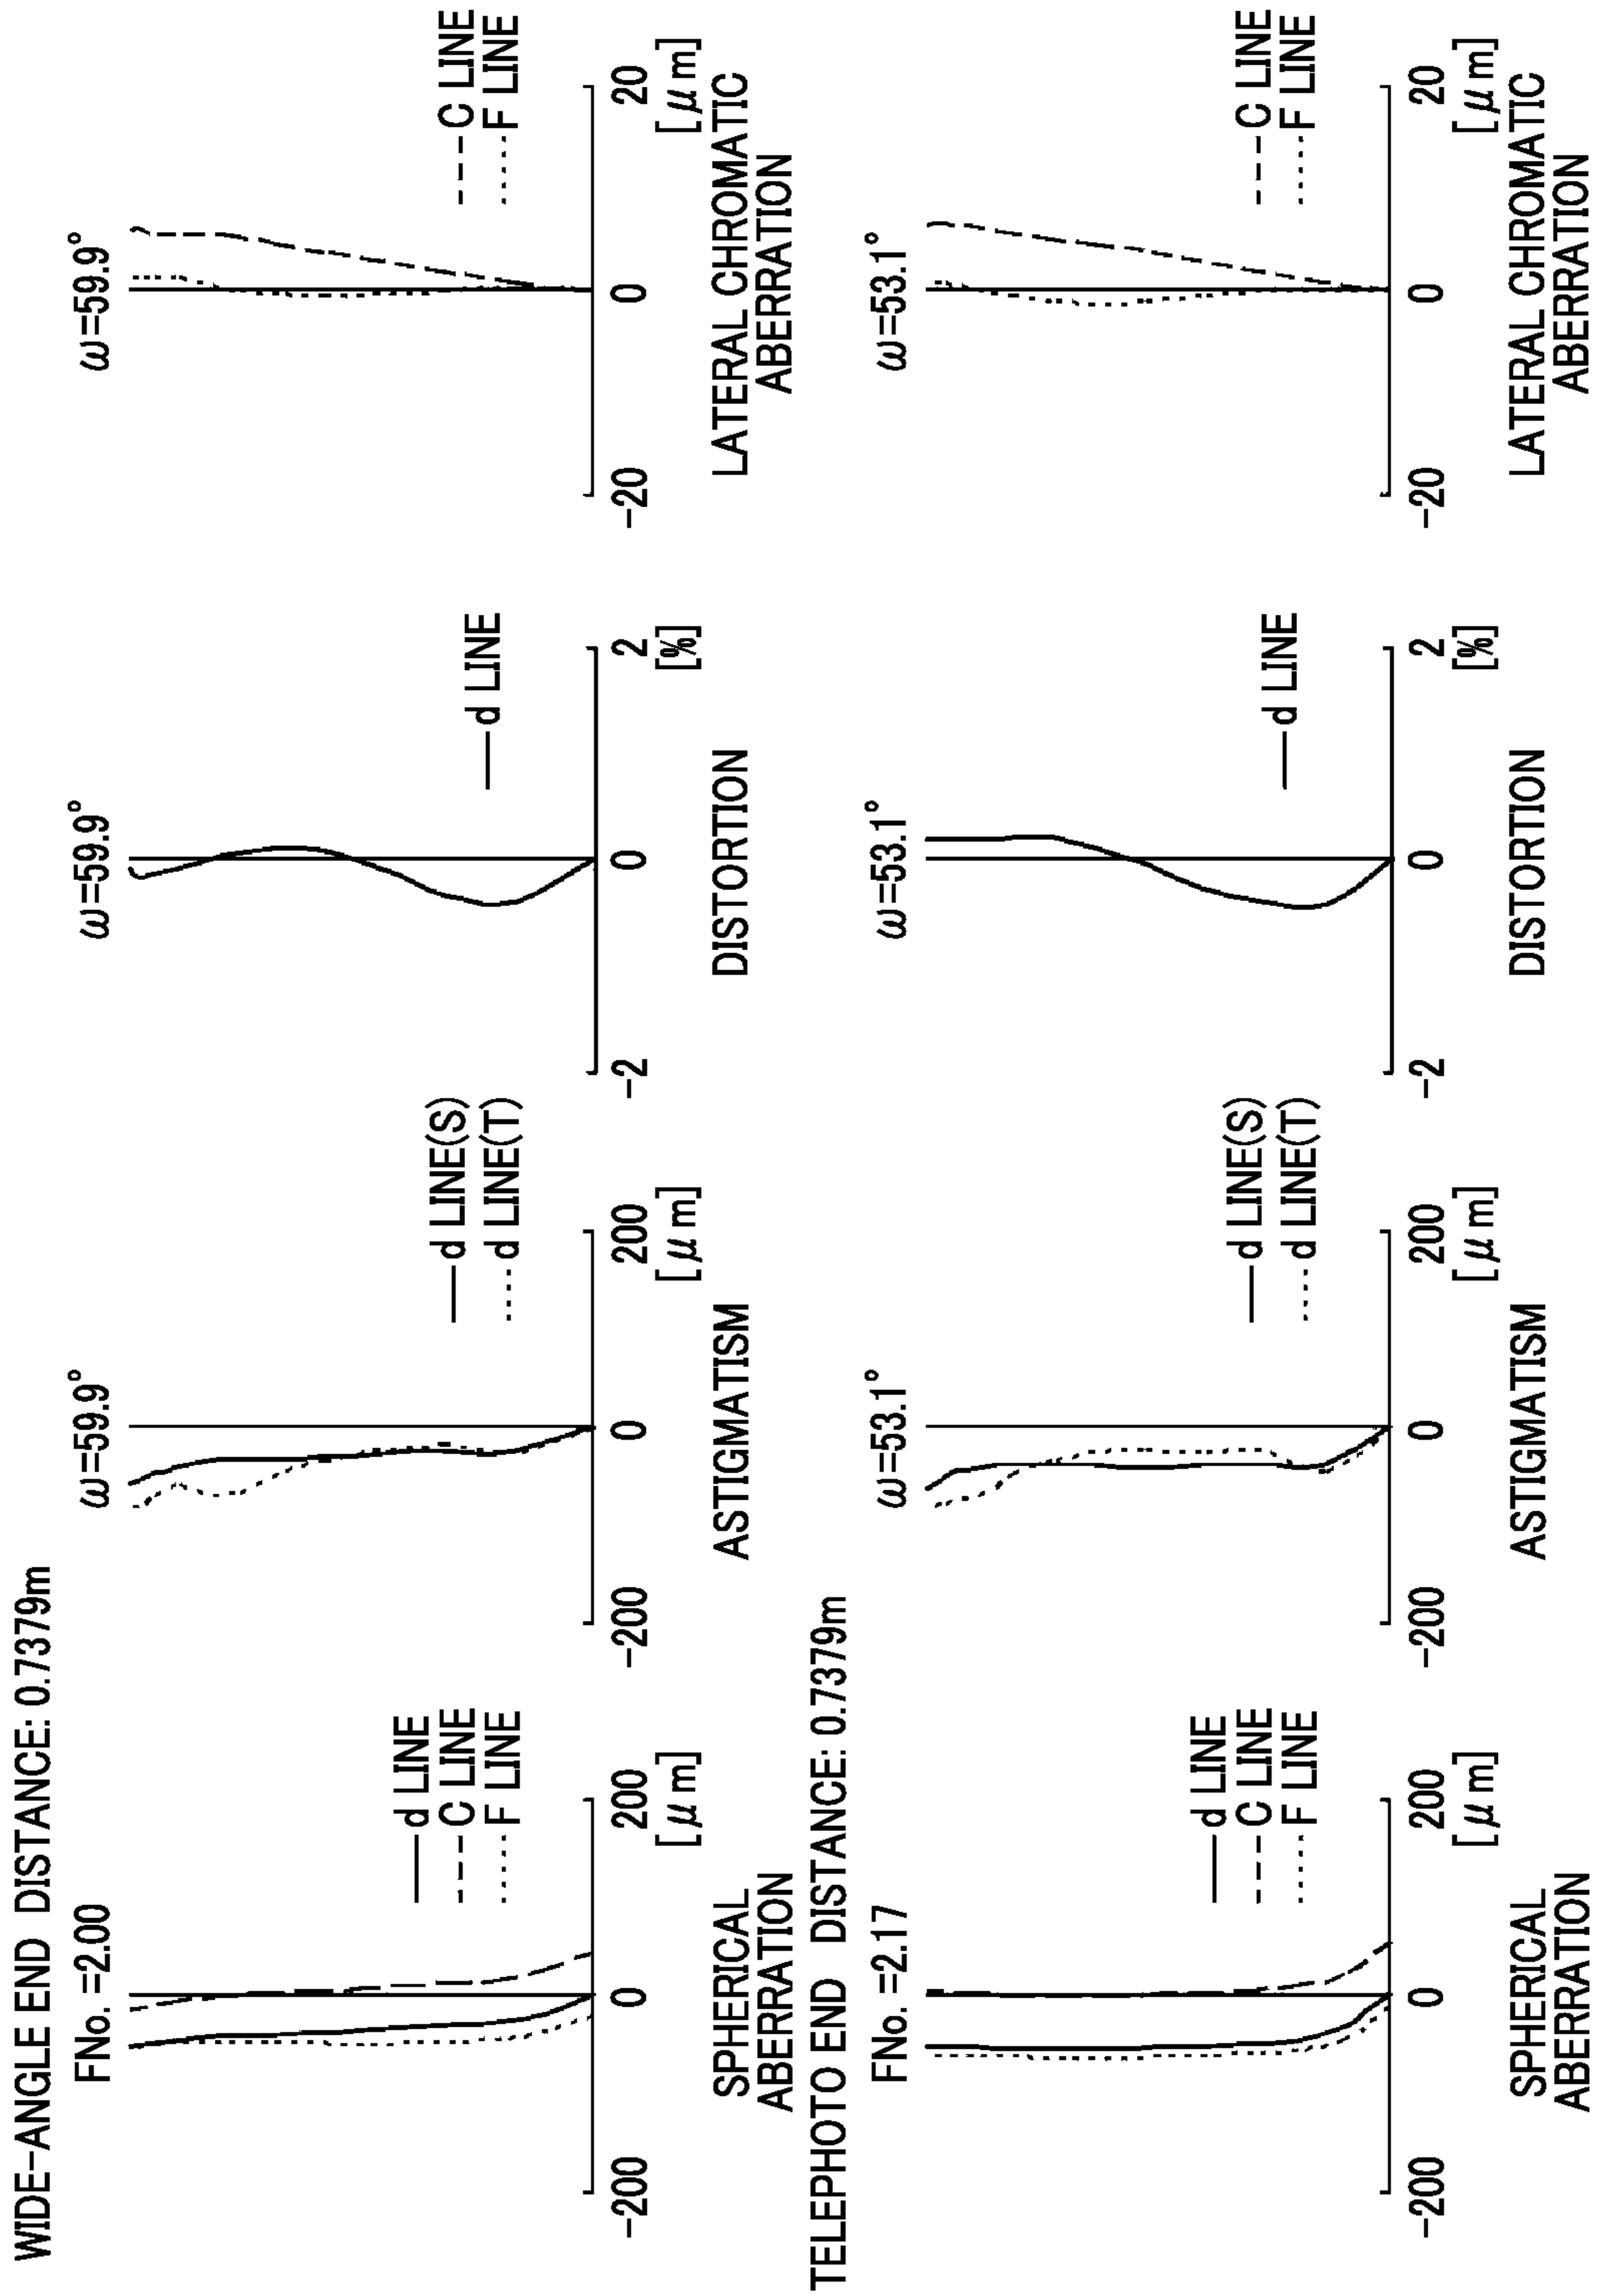 WIDE-ANGLE END DISTANCE: 0.7379m
FNo. =2.00
d LINE
C LINE
F LINE
-200
0
200
[μm]
SPHERICAL
ABERRATION
ω=59.9°
d LINE(S)
d LINE(T)
-200
0
200
[μm]
ASTIGMATISM
ω=59.9°
d LINE
-2
0
2
[%]
DISTORTION
ω=59.9°
C LINE
F LINE
-20
0
20
[μm]
LATERAL CHROMATIC
ABERRATION
TELEPHOTO END DISTANCE: 0.7379m
FNo. =2.17
d LINE
C LINE
F LINE
-200
0
200
[μm]
SPHERICAL
ABERRATION
ω=53.1°
d LINE(S)
d LINE(T)
-200
0
200
[μm]
ASTIGMATISM
ω=53.1°
d LINE
-2
0
2
[%]
DISTORTION
ω=53.1°
C LINE
F LINE
-20
0
20
[μm]
LATERAL CHROMATIC
ABERRATION